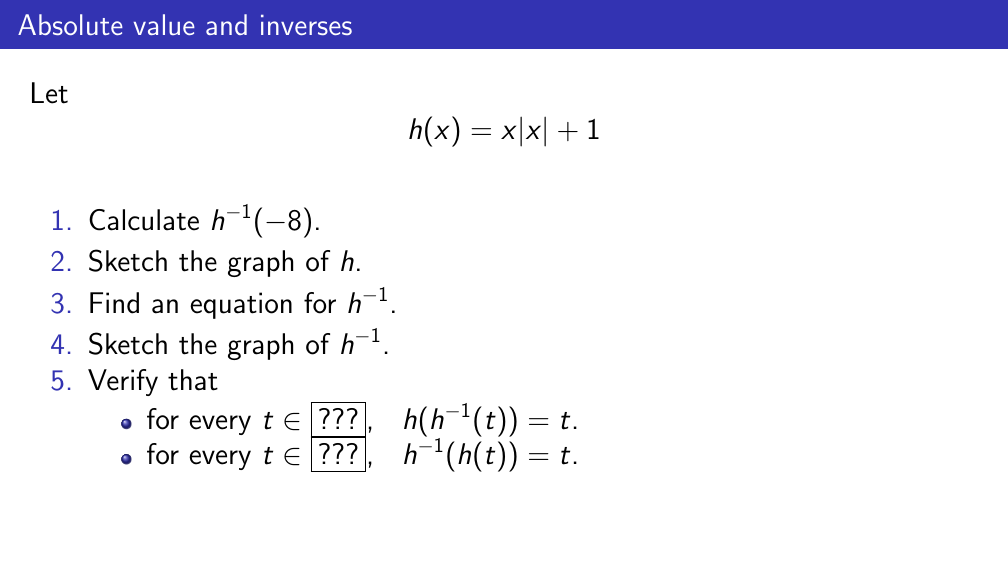 Absolute value and inverses
Let
h(x) = x|x| + 1
1. Calculate h⁻¹(−8).
2. Sketch the graph of h.
3. Find an equation for h⁻¹.
4. Sketch the graph of h⁻¹.
5. Verify that
• for every t ∈ ???, h(h⁻¹(t)) = t.
• for every t ∈ ???, h⁻¹(h(t)) = t.